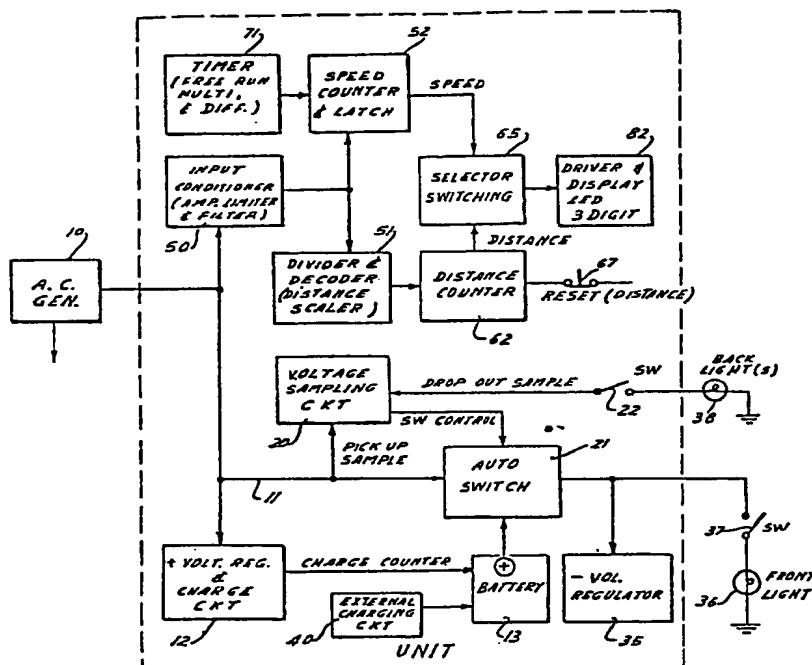 71
TIMER
(FREE RUN
MULTI,
& DIFF.)
52
SPEED
COUNTER
& LATCH
SPEED
65
SELECTOR
SWITCHING
82
DRIVER &
DISPLAY
LED
3 DIGIT
INPUT
CONDITIONER
(AMP. LIMITER
& FILTER)
50
10
A. C.
GEN.
51
DIVIDER &
DECODER
(DISTANCE
SCALER)
DISTANCE
DISTANCE
COUNTER
62
67
RESET (DISTANCE)
VOLTAGE
SAMPLING
CKT
20
DROP OUT SAMPLE
SW
22
BACK
LIGHT(S)
38
SW CONTROL
PICK UP
SAMPLE
11
AUTO
SWITCH
21
37
SW
36
FRONT
LIGHT
+ VOLT. REG.
&
CHARGE
CKT
12
CHARGE COUNTER
+
BATTERY
13
EXTERNAL
CHARGING
CKT
40
- VOL.
REGULATOR
35
UNIT